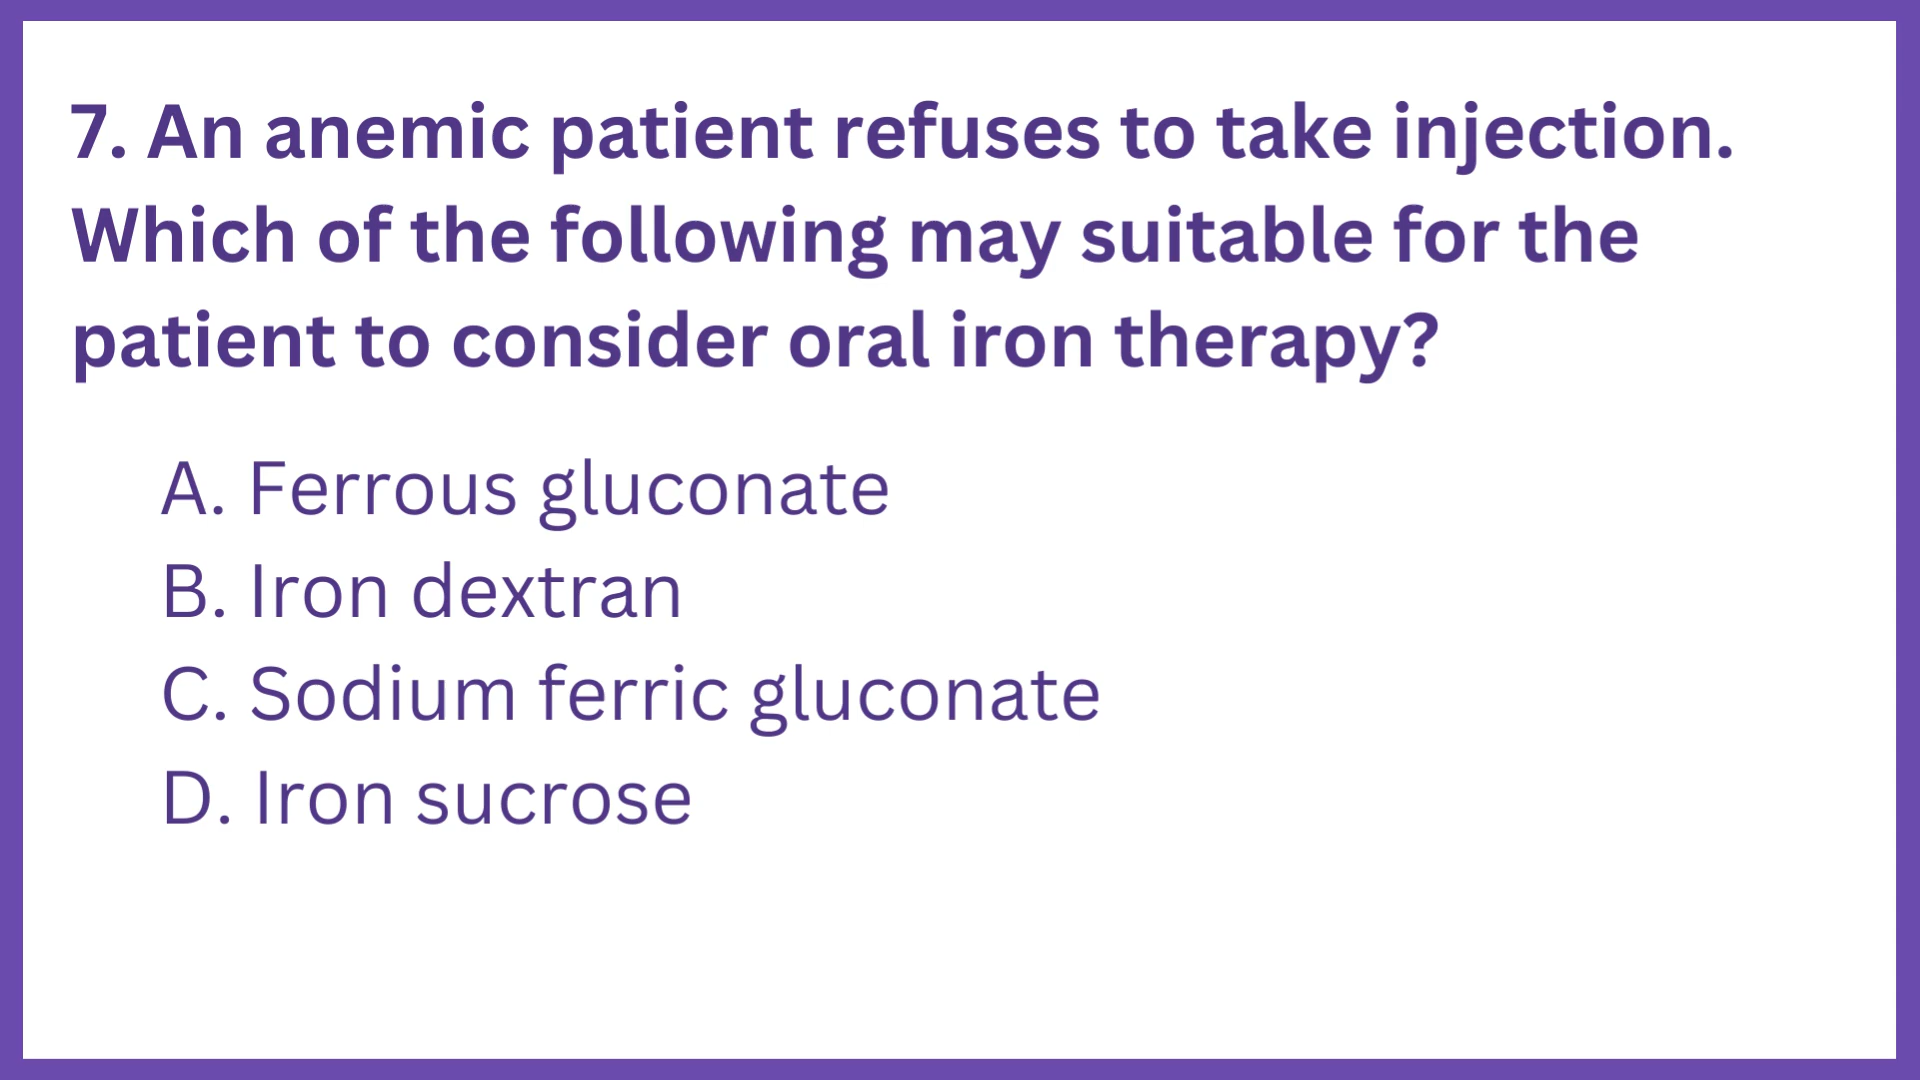 7. An anemic patient refuses to take injection.
Which of the following may suitable for the
patient to consider oral iron therapy?
A. Ferrous gluconate
B. Iron dextran
C. Sodium ferric gluconate
D. Iron sucrose